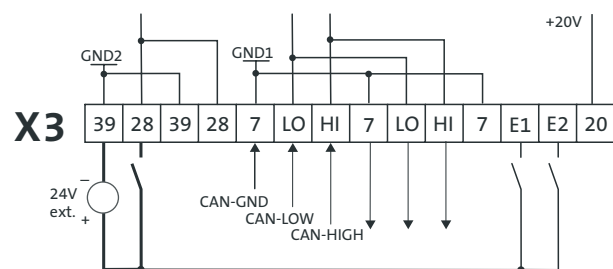 +20V
GND2
GND1
X3
39 28 39 28 7 LO HI 7 LO HI 7 E1 E2 20
–
24V
ext.
+
CAN-GND
CAN-LOW
CAN-HIGH